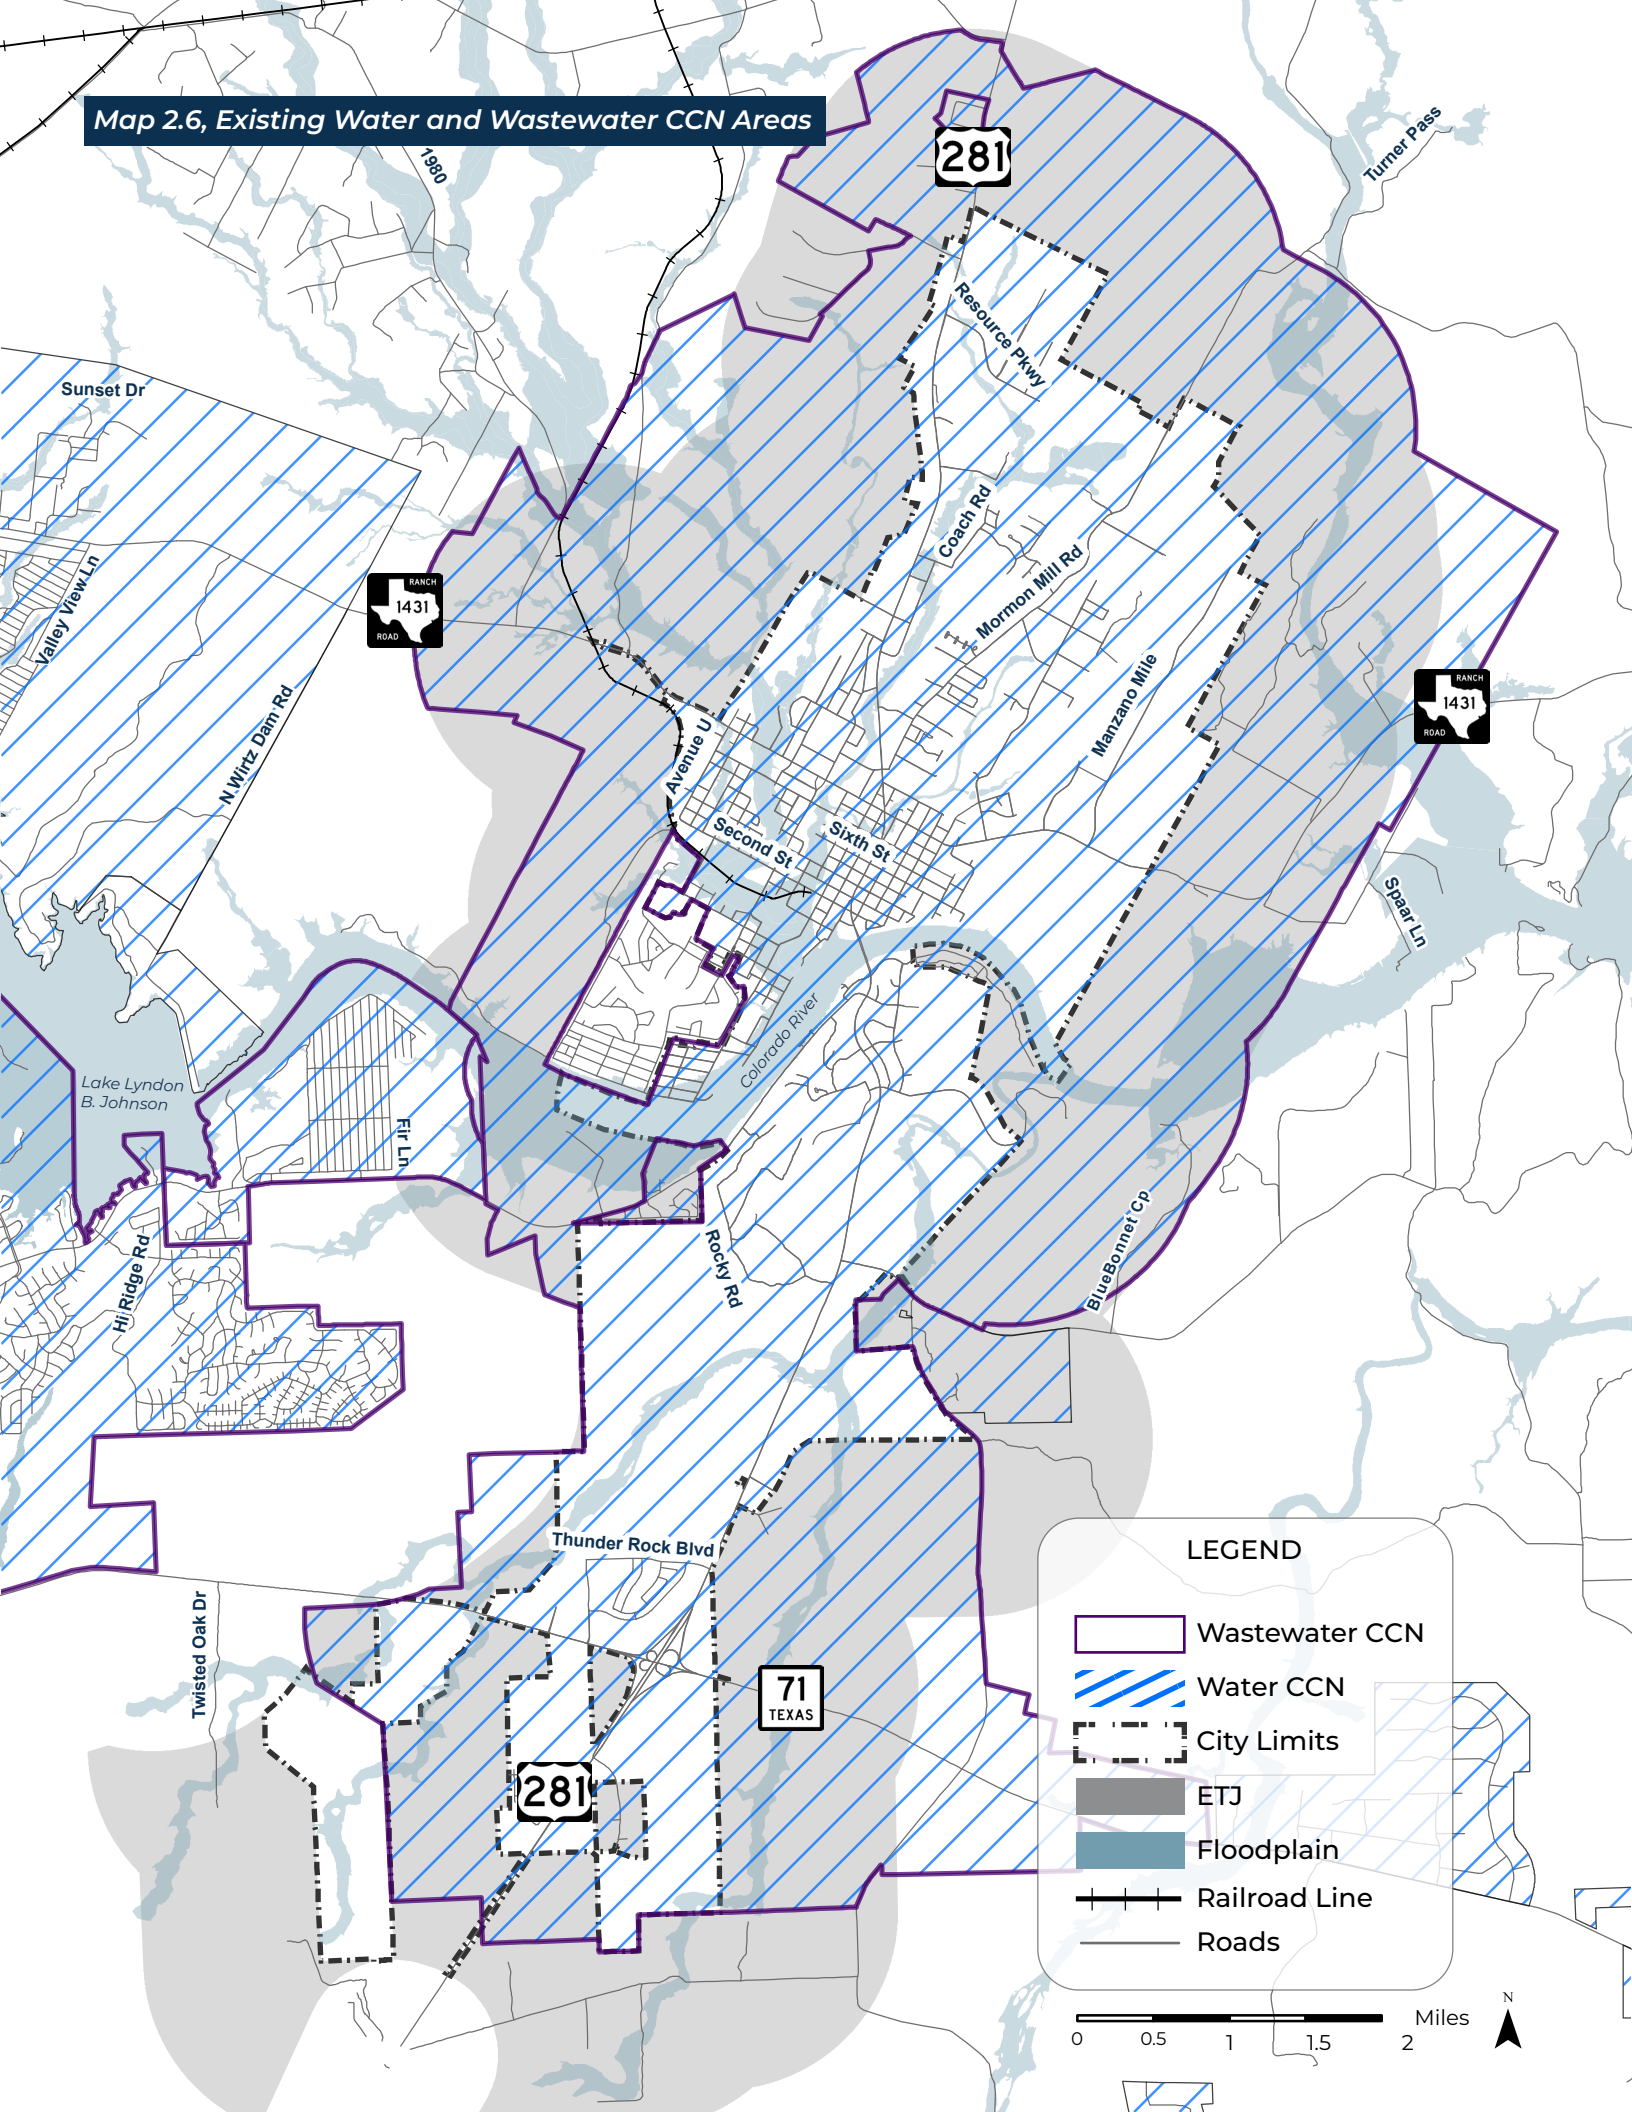 Map 2.6, Existing Water and Wastewater CCN Areas
1980
281
Turner Pass
Resource Pkwy
Sunset Dr
Coach Rd
Mormon Mill Rd
Valley View Ln
RANCH
1431
ROAD
N Wirtz Dam Rd
Avenue U
Manzano Mile
RANCH
1431
ROAD
Second St
Sixth St
Spaar Ln
Colorado River
Lake Lyndon
B. Johnson
Fir Ln
Hi Ridge Rd
Rocky Rd
BlueBonnet Cp
Thunder Rock Blvd
Twisted Oak Dr
71
TEXAS
281
LEGEND
Wastewater CCN
Water CCN
City Limits
ETJ
Floodplain
Railroad Line
Roads
Miles
0 0.5 1 1.5 2
N